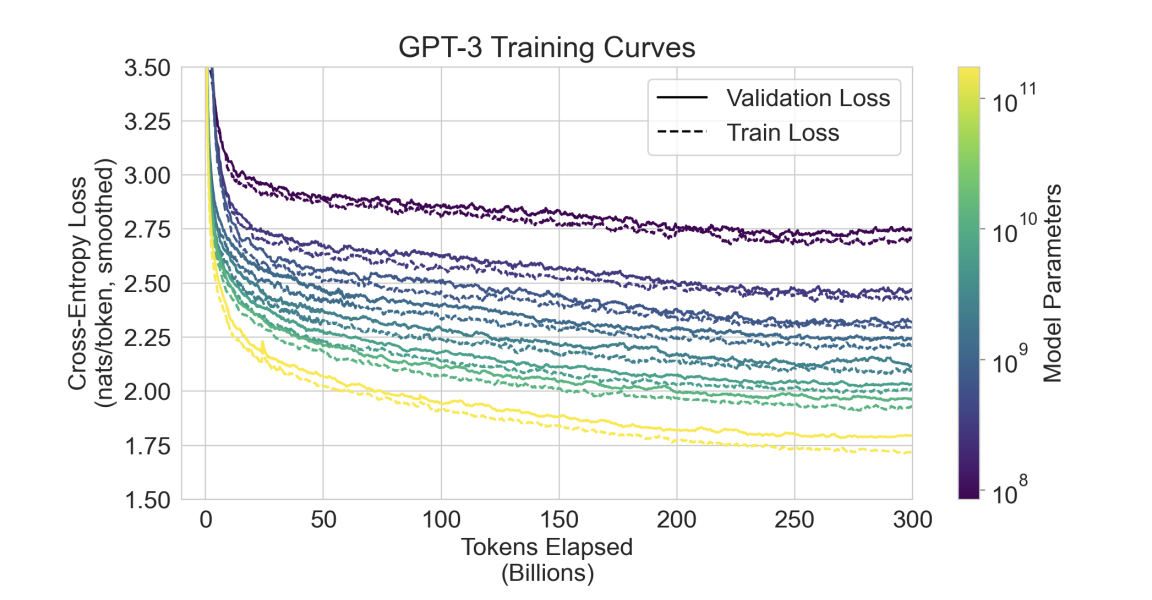 GPT-3 Training Curves
3.50
3.25
3.00
2.75
2.50
2.25
2.00
1.75
1.50
Cross-Entropy Loss
(nats/token, smoothed)
Validation Loss
Train Loss
0
50
100
150
200
250
300
Tokens Elapsed
(Billions)
10^11
10^10
10^9
10^8
Model Parameters